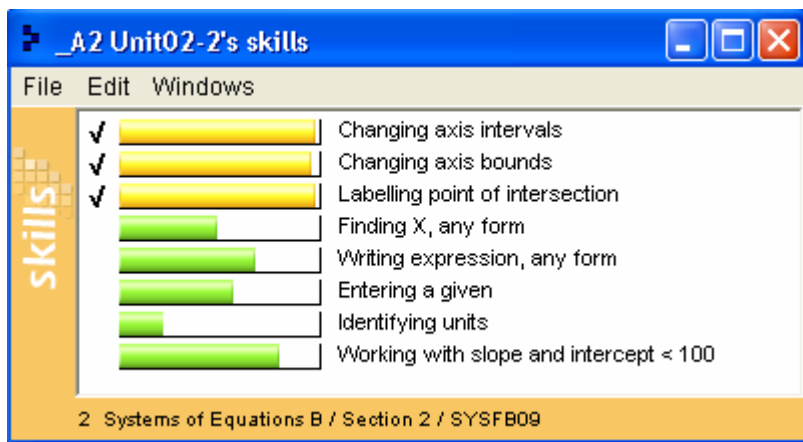 _A2 Unit02-2's skills
File Edit Windows
skills
✓ Changing axis intervals
✓ Changing axis bounds
✓ Labelling point of intersection
Finding X, any form
Writing expression, any form
Entering a given
Identifying units
Working with slope and intercept < 100
2 Systems of Equations B / Section 2 / SYSFB09